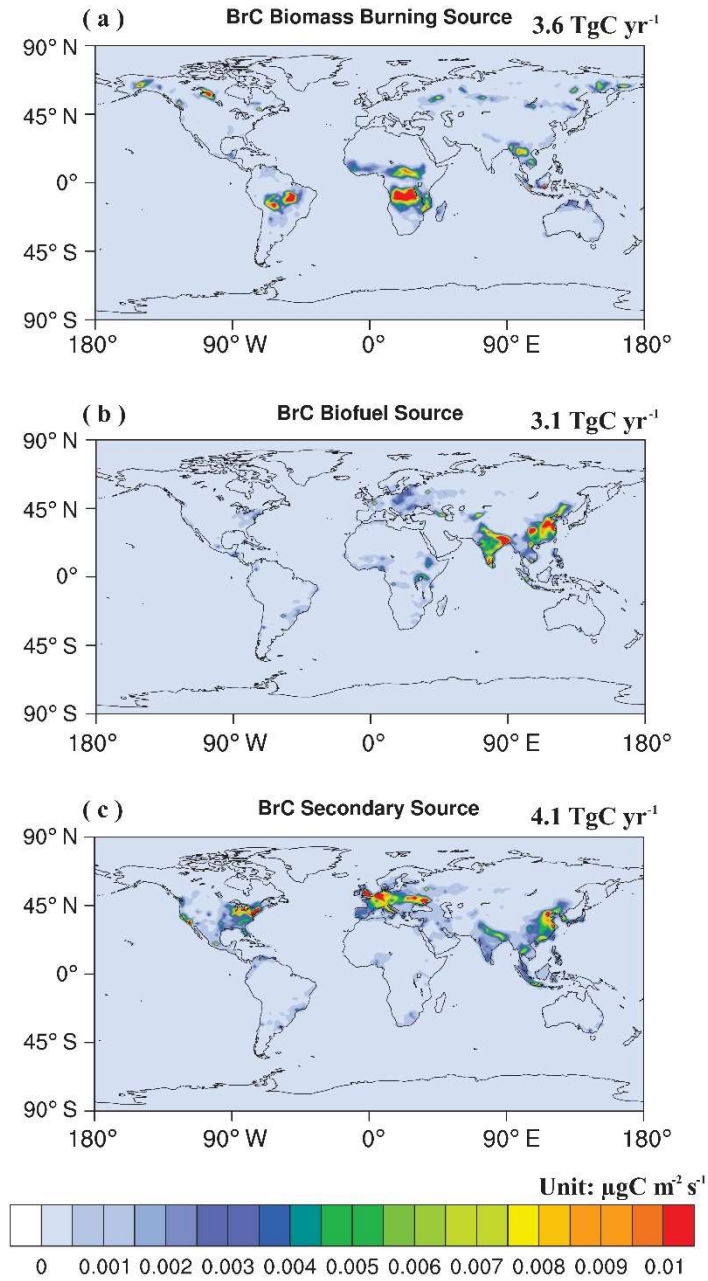 ( a ) BrC Biomass Burning Source 3.6 TgC yr⁻¹
90° N
45° N
0°
45° S
90° S
180° 90° W 0° 90° E 180°
( b ) BrC Biofuel Source 3.1 TgC yr⁻¹
90° N
45° N
0°
45° S
90° S
180° 90° W 0° 90° E 180°
( c ) BrC Secondary Source 4.1 TgC yr⁻¹
90° N
45° N
0°
45° S
90° S
180° 90° W 0° 90° E 180°
Unit: µgC m⁻² s⁻¹
0 0.001 0.002 0.003 0.004 0.005 0.006 0.007 0.008 0.009 0.01